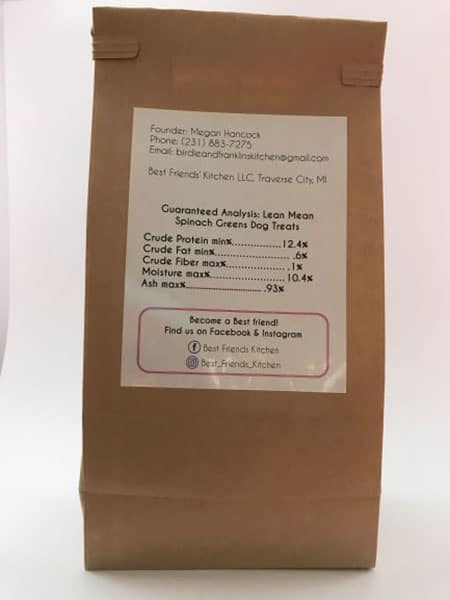 Founder: Megan Hancock
Phone: (231) 883-7275
Email: birdieandfranklinskitchen@gmail.com
Best Friends' Kitchen LLC, Traverse City, MI
Guaranteed Analysis: Lean Mean
Spinach Greens Dog Treats
Crude Protein min%...............12.4%
Crude Fat min%...................... .6%
Crude Fiber max%.................. .1%
Moisture max%......................10.4%
Ash max%.............................. .93%
Become a Best friend!
Find us on Facebook & Instagram
Best Friends Kitchen
Best_Friends_Kitchen